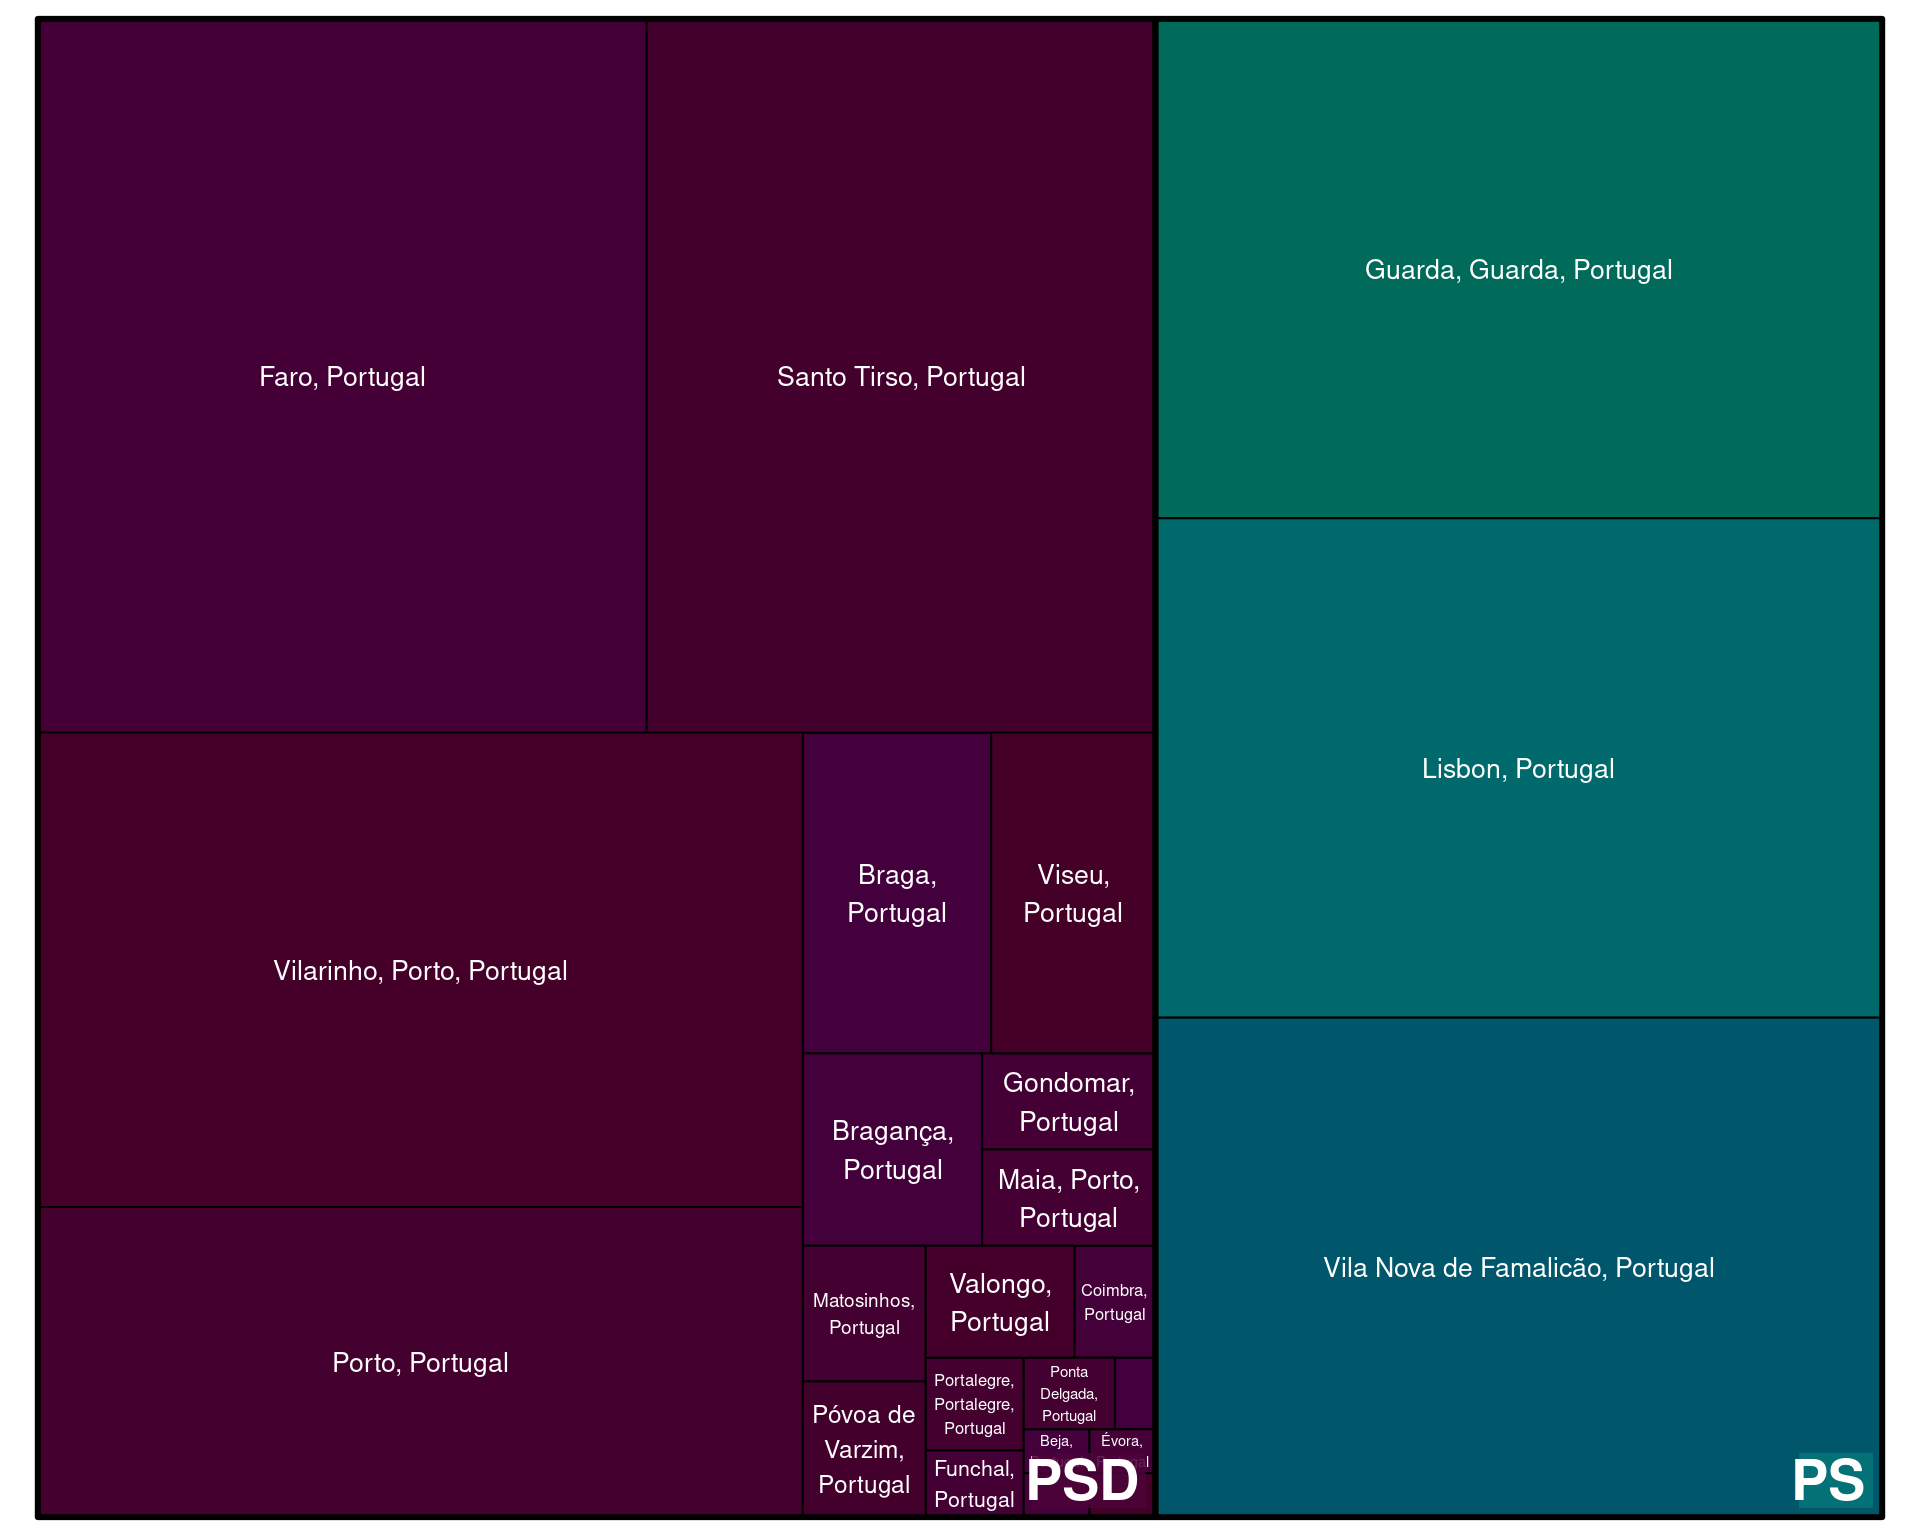 Faro, Portugal
Santo Tirso, Portugal
Guarda, Guarda, Portugal
Lisbon, Portugal
Vilarinho, Porto, Portugal
Braga,
Portugal
Viseu,
Portugal
Bragança,
Portugal
Gondomar,
Portugal
Maia, Porto,
Portugal
Vila Nova de Famalicão, Portugal
Porto, Portugal
Matosinhos,
Portugal
Valongo,
Portugal
Coimbra,
Portugal
Póvoa de
Varzim,
Portugal
Portalegre,
Portalegre,
Portugal
Ponta
Delgada,
Portugal
Beja,
Évora,
Funchal,
Portugal
PSD
PS